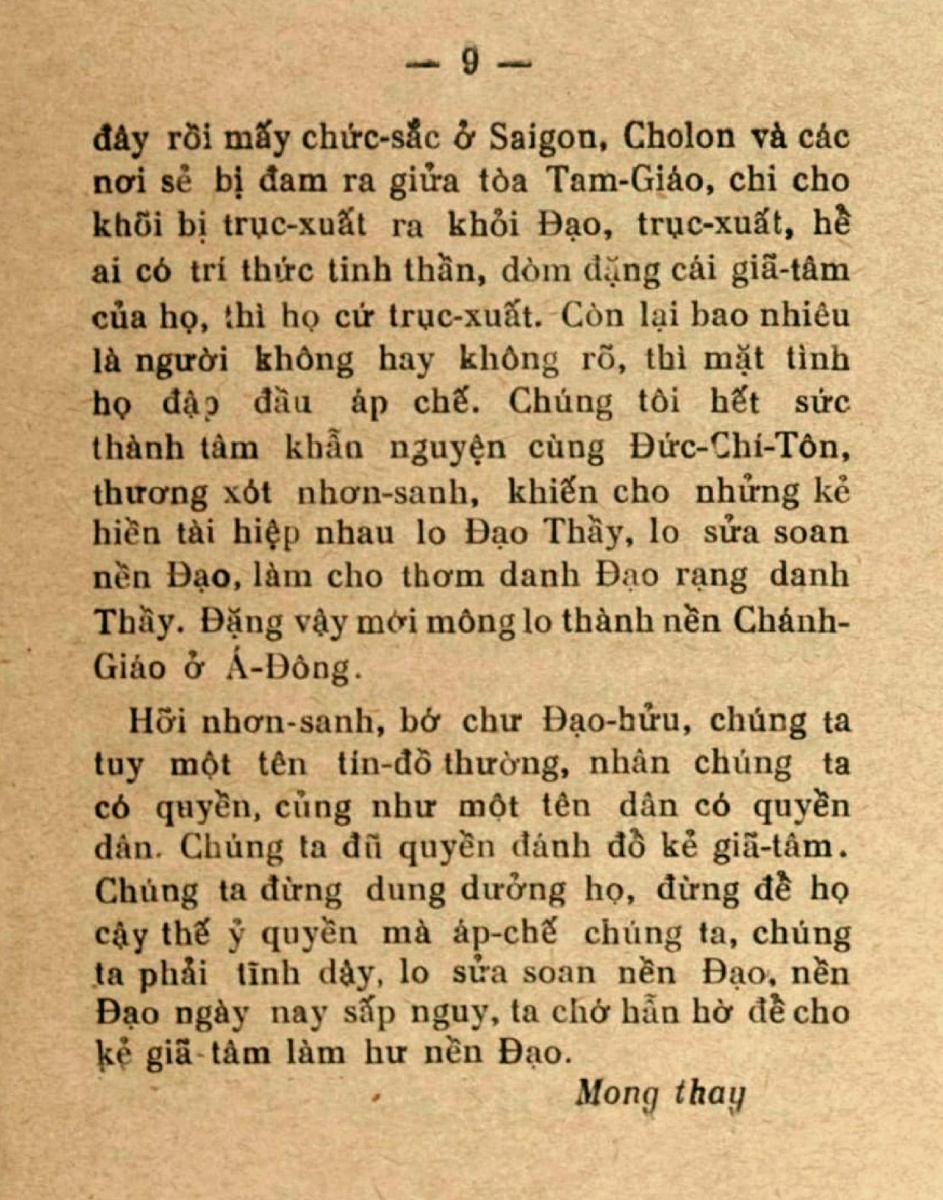 — 9 —
đây rồi mấy chức-sắc ở Saigon, Cholon và các
nơi sẻ bị đam ra giửa tòa Tam-Giáo, chi cho
khõi bị trục-xuất ra khỏi Đạo, trục-xuất, hể
ai có trí thức tinh thần, dòm đặng cái giã-tâm
của họ, thì họ cứ trục-xuất. Còn lại bao nhiêu
là người không hay không rõ, thì mặt tình
họ đập đầu áp chế. Chúng tôi hết sức
thành tâm khẫn nguyện cùng Đức-Chí-Tôn,
thương xót nhơn-sanh, khiến cho nhửng kẻ
hiền tài hiệp nhau lo Đạo Thầy, lo sửa soan
nền Đạo, làm cho thơm danh Đạo rạng danh
Thầy. Đặng vậy mới mông lo thành nền Chánh-
Giáo ở Á-Đông.
Hỡi nhơn-sanh, bớ chư Đạo-hửu, chúng ta
tuy một tên tín-đồ thường, nhân chúng ta
có quyền, củng như một tên dân có quyền
dân. Chúng ta đũ quyền đánh đổ kẻ giã-tâm.
Chúng ta đừng dung dưởng họ, đừng để họ
cậy thế ỷ quyền mà áp-chế chúng ta, chúng
ta phải tĩnh dậy, lo sửa soan nền Đạo, nền
Đạo ngày nay sấp nguy, ta chớ hẳn hờ để cho
kẻ giã-tâm làm hư nền Đạo.
Mong thay